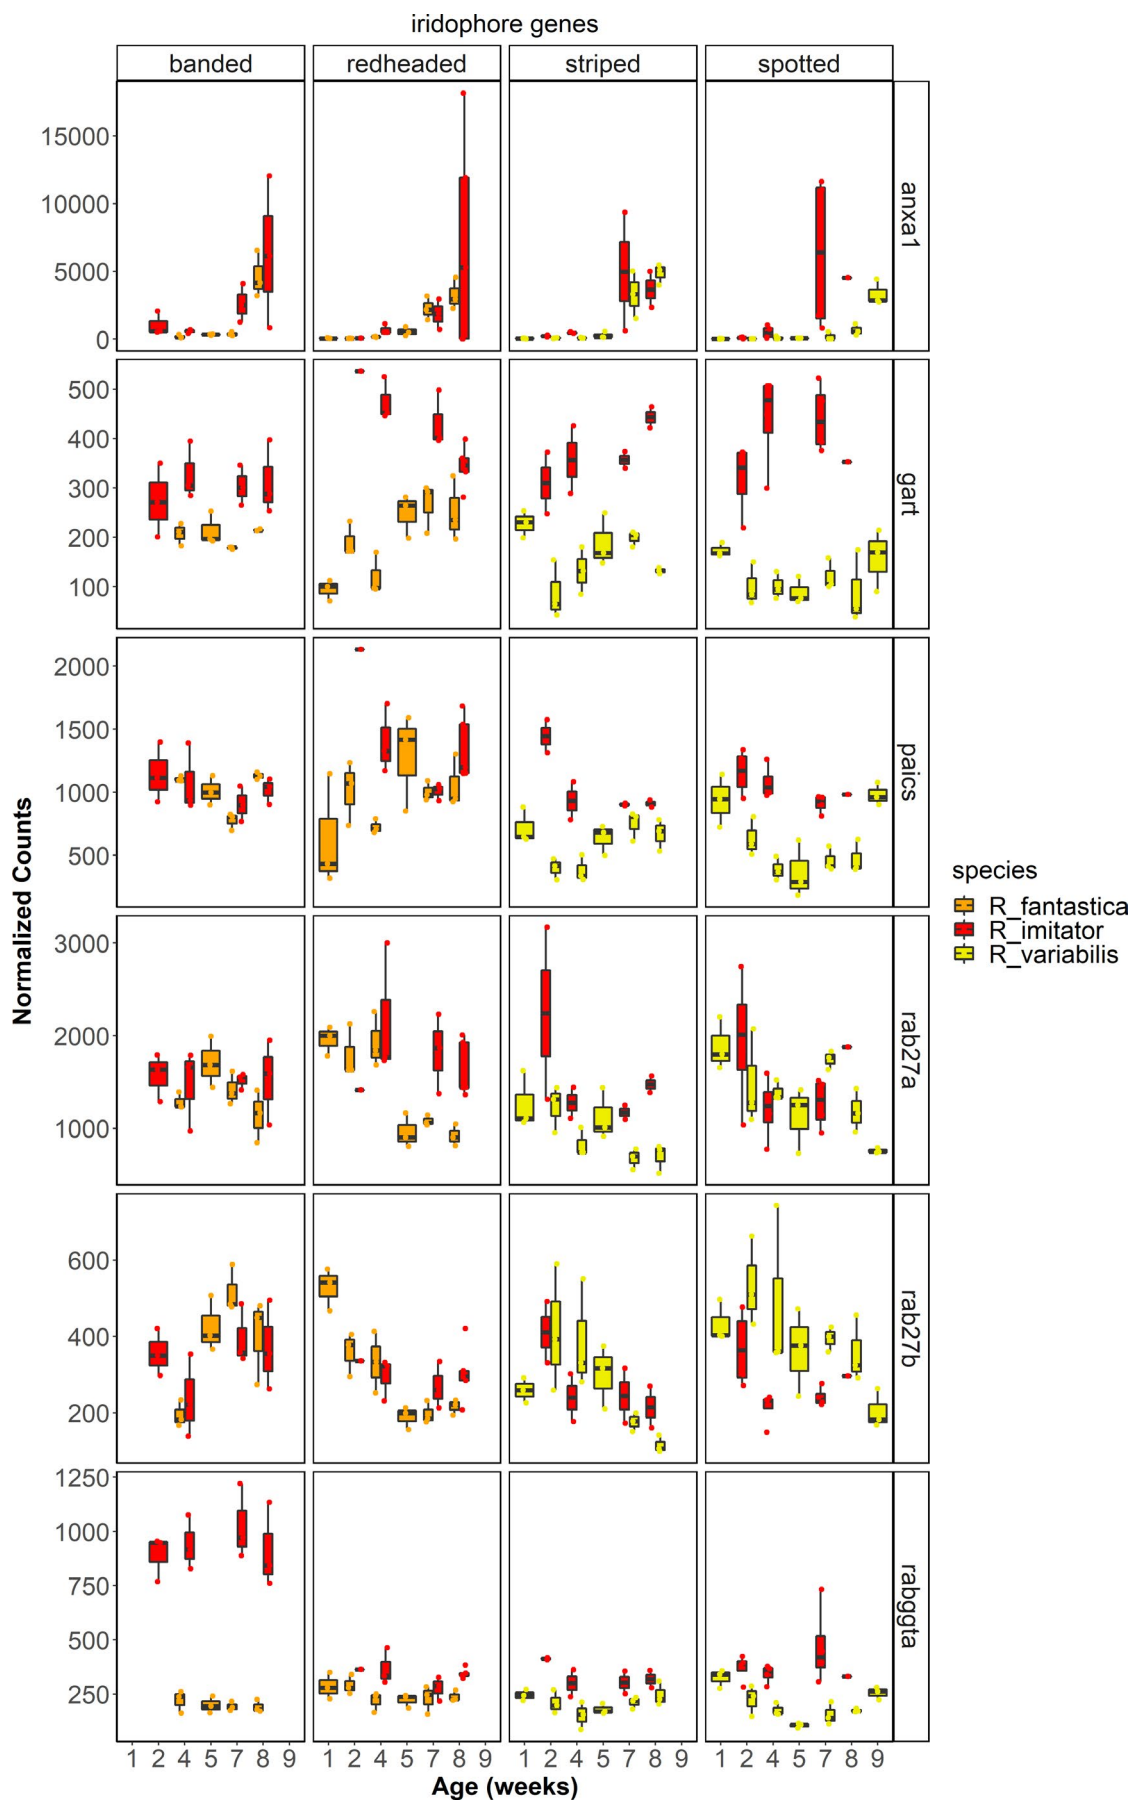 iridophore genes
banded redheaded striped spotted
15000
10000
5000
0
anxa1
500
400
300
200
100
gart
2000
1500
1000
500
paics
3000
2000
1000
rab27a
600
400
200
rab27b
1250
1000
750
500
250
rabggta
1 2 4 5 7 8 9 1 2 4 5 7 8 9 1 2 4 5 7 8 9 1 2 4 5 7 8 9
Age (weeks)
Normalized Counts
species
R_fantastica
R_imitator
R_variabilis